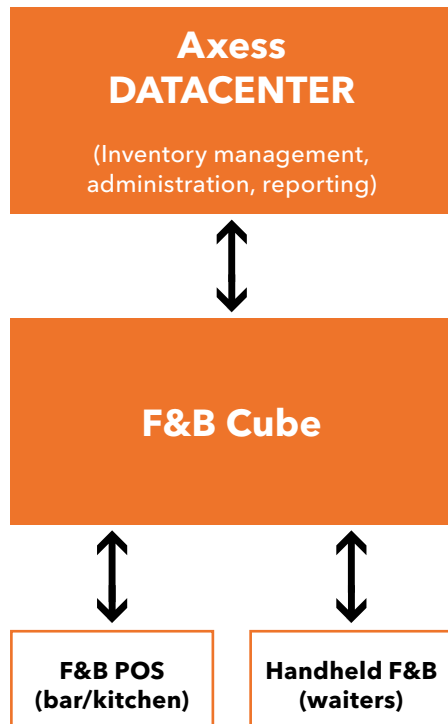 Axess
DATACENTER
(Inventory management,
administration, reporting)
F&B Cube
F&B POS
(bar/kitchen)
Handheld F&B
(waiters)